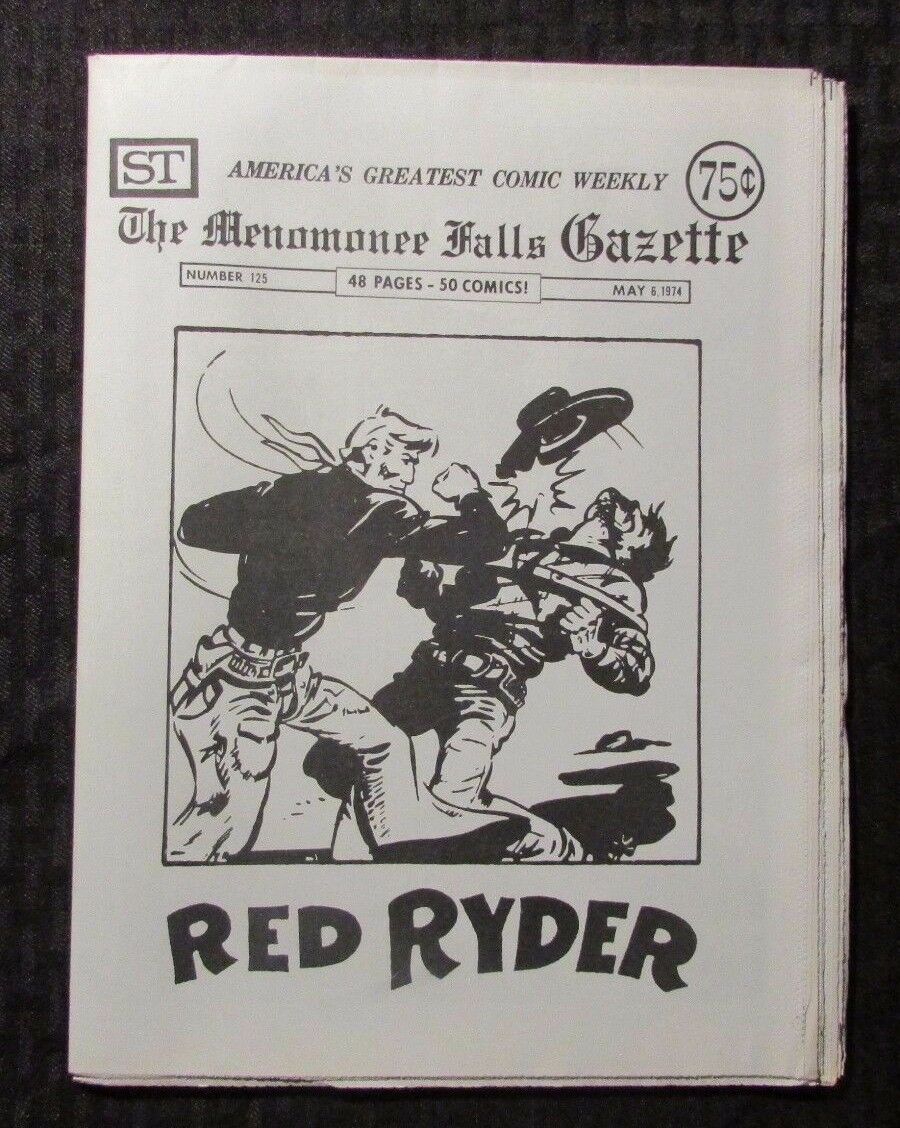 ST
AMERICA'S GREATEST COMIC WEEKLY
75¢
The Menomonee Falls Gazette
NUMBER 125
48 PAGES - 50 COMICS!
MAY 6, 1974
RED RYDER